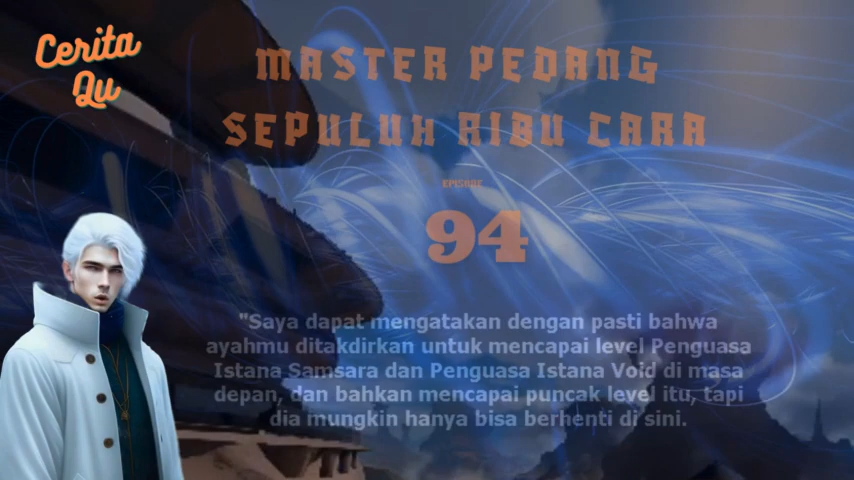 Cerita
Qu
MASTER PEDANG
SEPULUH RIBU CARA
EPISODE
94
"Saya dapat mengatakan dengan pasti bahwa
ayahmu ditakdirkan untuk mencapai level Penguasa
Istana Samsara dan Penguasa Istana Void di masa
depan, dan bahkan mencapai puncak level itu, tapi
dia mungkin hanya bisa berhenti di sini.